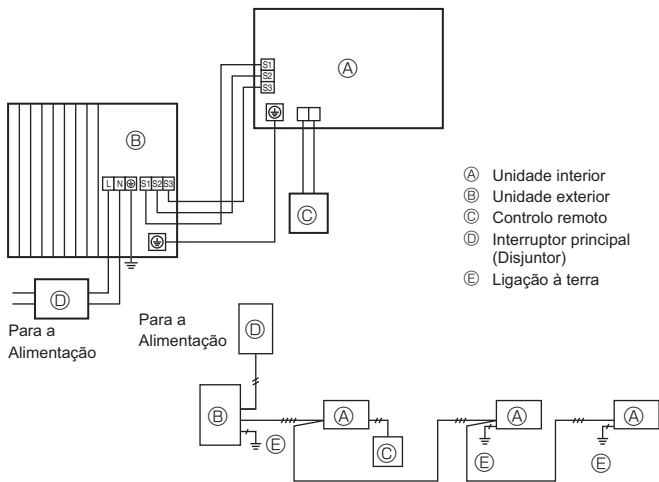 S1
S2
S3
Ⓐ
Ⓑ
L N S1 S2 S3
Ⓒ
Ⓓ
Para a
Alimentação
Ⓐ Unidade interior
Ⓑ Unidade exterior
Ⓒ Controlo remoto
Ⓓ Interruptor principal
(Disjuntor)
Ⓔ Ligação à terra
Para a
Alimentação
Ⓓ
Ⓑ
Ⓔ
Ⓐ
Ⓒ
Ⓐ
Ⓔ
Ⓐ
Ⓔ